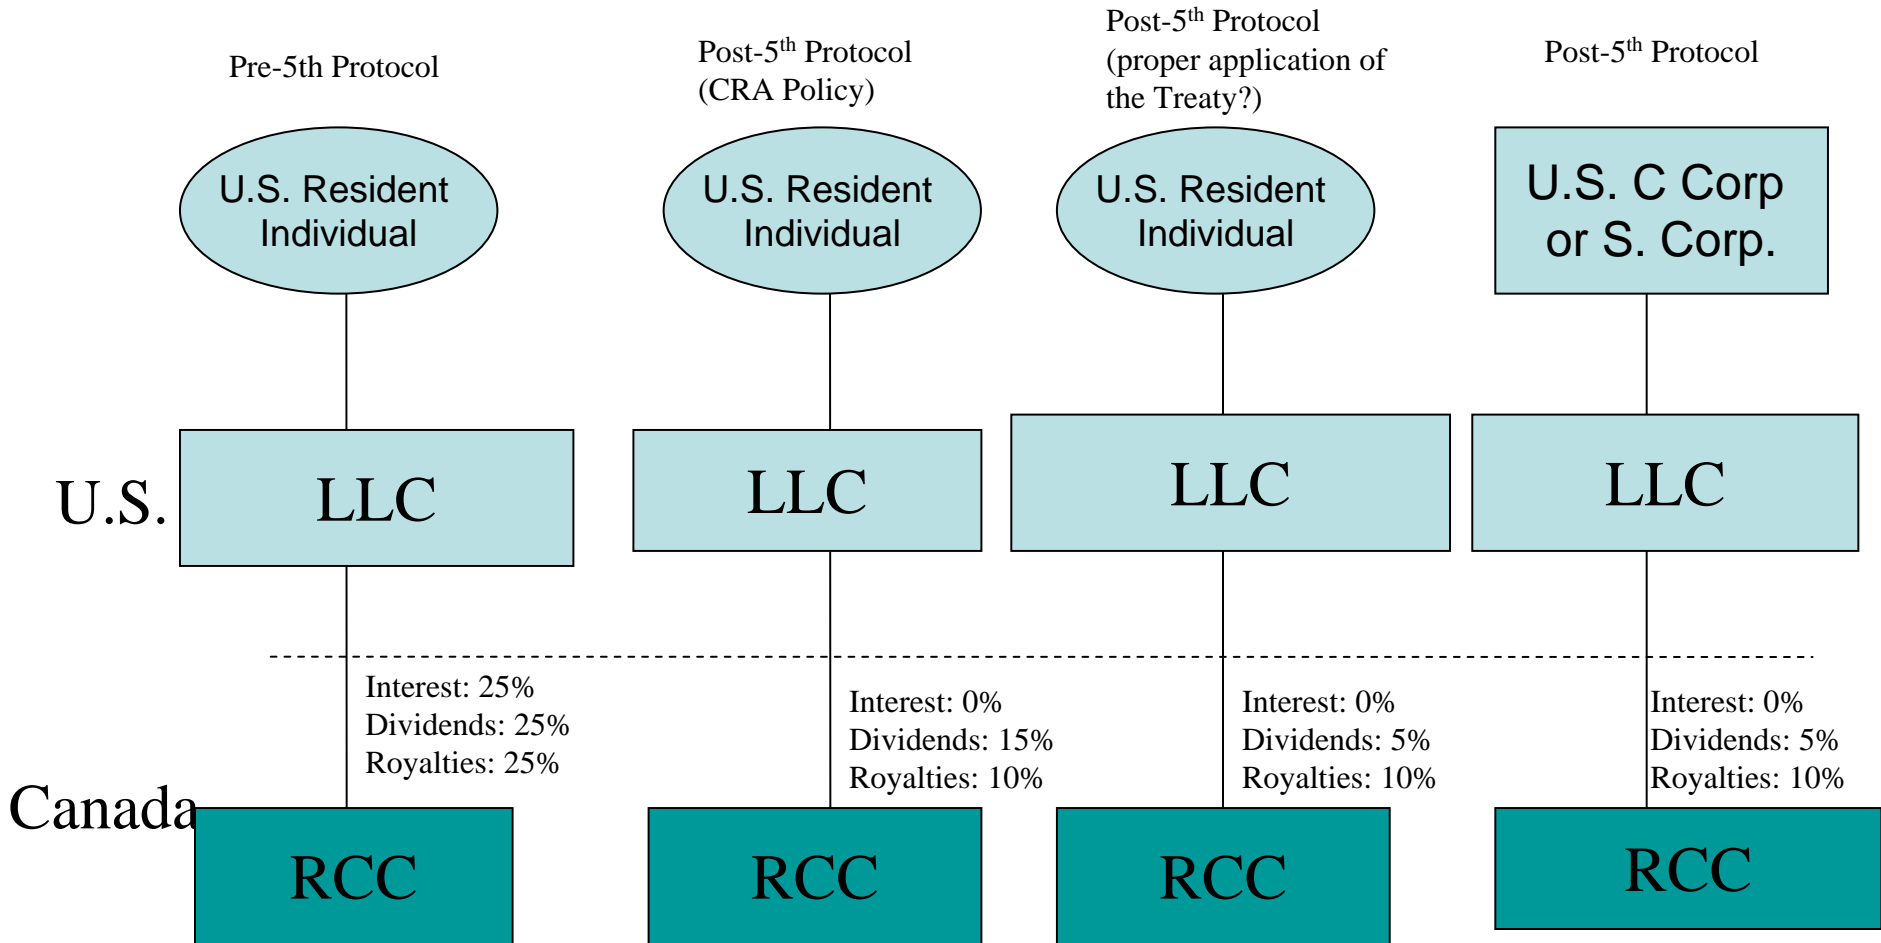 Pre-5th Protocol
Post-5th Protocol
(CRA Policy)
Post-5th Protocol
(proper application of
the Treaty?)
Post-5th Protocol
U.S. Resident
Individual
U.S. Resident
Individual
U.S. Resident
Individual
U.S. C Corp
or S. Corp.
U.S.
LLC
LLC
LLC
LLC
Interest: 25%
Dividends: 25%
Royalties: 25%
Interest: 0%
Dividends: 15%
Royalties: 10%
Interest: 0%
Dividends: 5%
Royalties: 10%
Interest: 0%
Dividends: 5%
Royalties: 10%
Canada
RCC
RCC
RCC
RCC